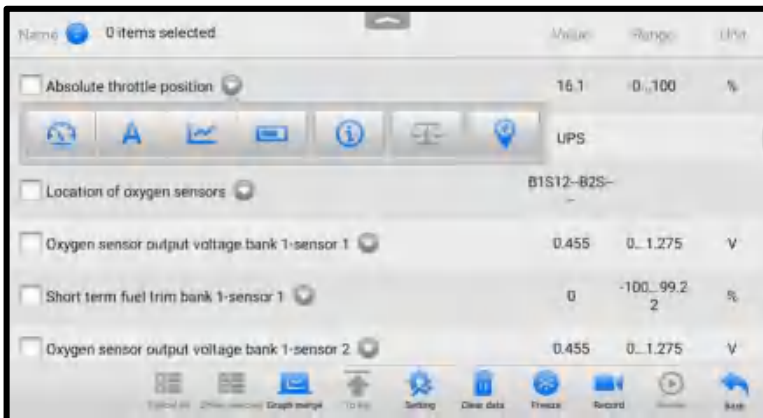 Name 0 items selected Value Range Unit
Absolute throttle position 16.1 0...100 %
A UPS
Location of oxygen sensors B1S12--B2S--
--
Oxygen sensor output voltage bank 1-sensor 1 0.455 0...1.275 V
Short term fuel trim bank 1-sensor 1 0 -100...99.2
2 %
Oxygen sensor output voltage bank 1-sensor 2 0.455 0...1.275 V
Graph merge To top Setting Clear data Freeze Record Back